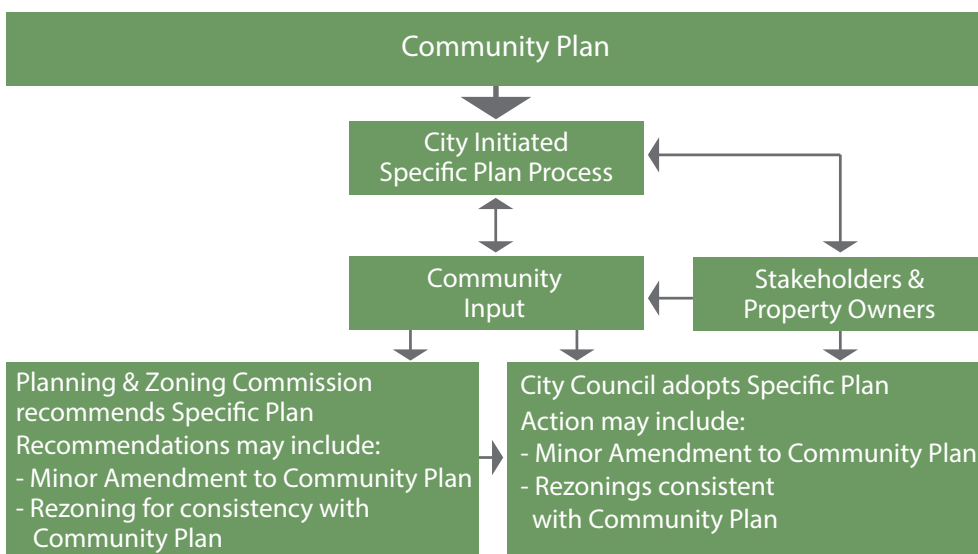 Community Plan
City Initiated
Specific Plan Process
Community
Input
Stakeholders &
Property Owners
Planning & Zoning Commission
recommends Specific Plan
Recommendations may include:
- Minor Amendment to Community Plan
- Rezoning for consistency with
Community Plan
City Council adopts Specific Plan
Action may include:
- Minor Amendment to Community Plan
- Rezonings consistent
with Community Plan